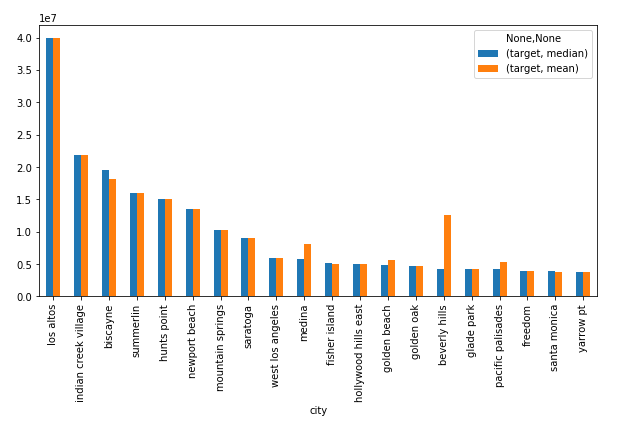 1e7
None,None
(target, median)
(target, mean)
4.0
3.5
3.0
2.5
2.0
1.5
1.0
0.5
0.0
los altos
indian creek village
biscayne
summerlin
hunts point
newport beach
mountain springs
saratoga
west los angeles
medina
fisher island
hollywood hills east
golden beach
golden oak
beverly hills
glade park
pacific palisades
freedom
santa monica
yarrow pt
city